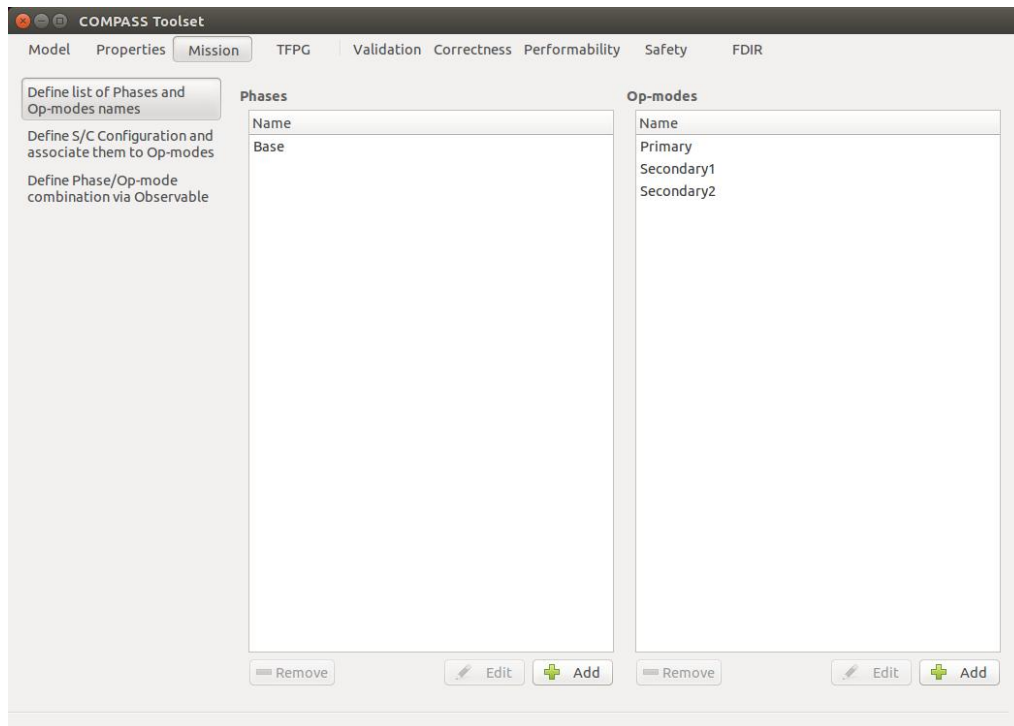 COMPASS Toolset
Model Properties Mission TFPG Validation Correctness Performability Safety FDIR
Define list of Phases and
Op-modes names
Define S/C Configuration and
associate them to Op-modes
Define Phase/Op-mode
combination via Observable
Phases
Name
Base
Remove Edit Add
Op-modes
Name
Primary
Secondary1
Secondary2
Remove Edit Add